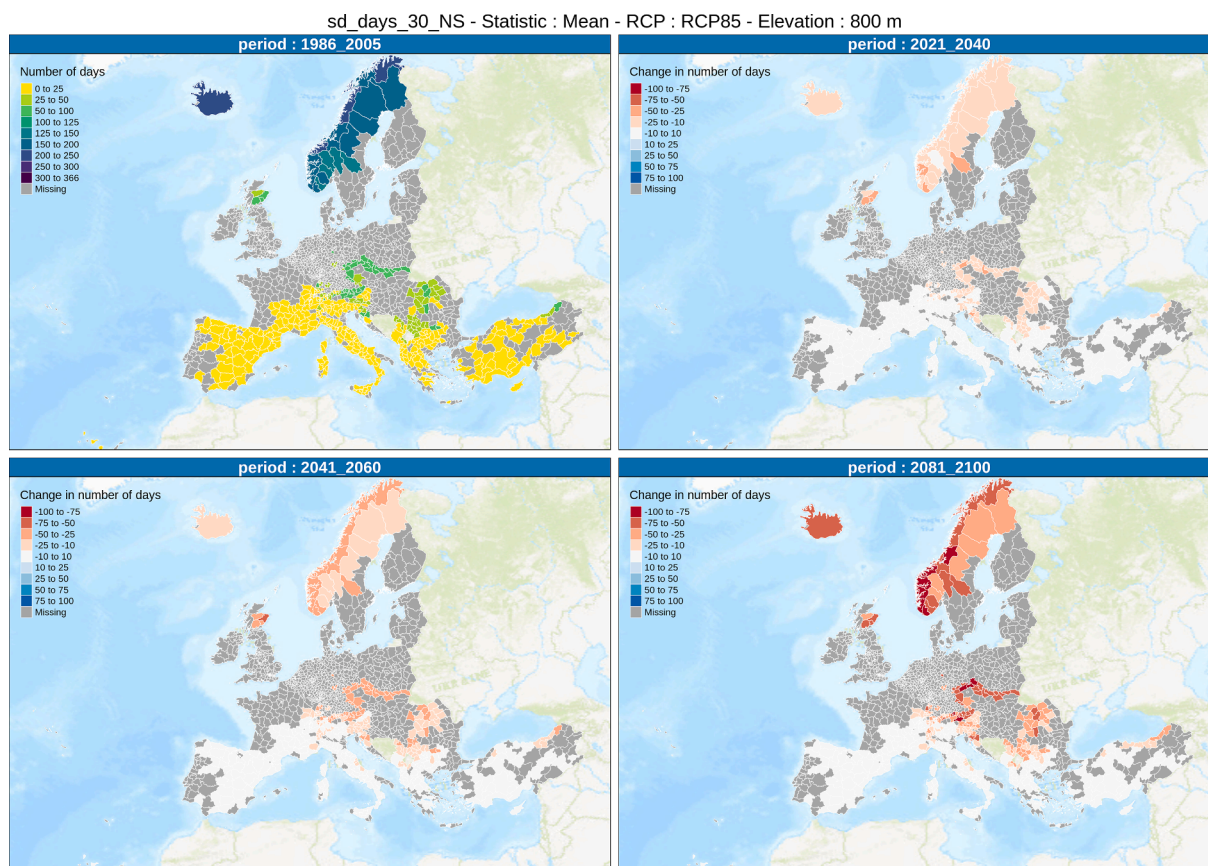 sd_days_30_NS - Statistic : Mean - RCP : RCP85 - Elevation : 800 m
period : 1986_2005
Number of days
0 to 25
25 to 50
50 to 100
100 to 125
125 to 150
150 to 200
200 to 250
250 to 300
300 to 366
Missing
UKRAINE
period : 2021_2040
Change in number of days
-100 to -75
-75 to -50
-50 to -25
-25 to -10
-10 to 10
10 to 25
25 to 50
50 to 75
75 to 100
Missing
UKRAINE
period : 2041_2060
Change in number of days
-100 to -75
-75 to -50
-50 to -25
-25 to -10
-10 to 10
10 to 25
25 to 50
50 to 75
75 to 100
Missing
UKRAINE
period : 2081_2100
Change in number of days
-100 to -75
-75 to -50
-50 to -25
-25 to -10
-10 to 10
10 to 25
25 to 50
50 to 75
75 to 100
Missing
UKRAINE